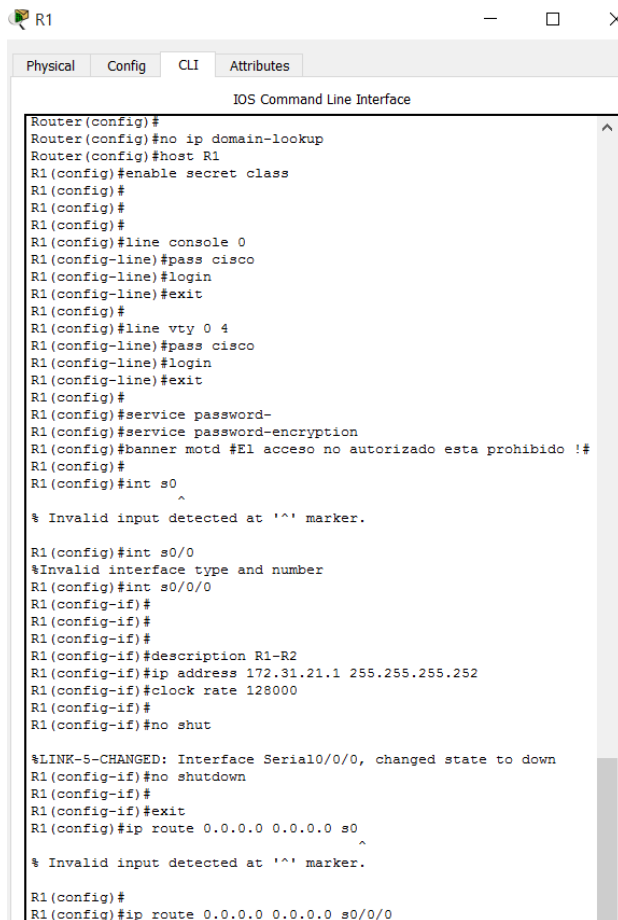 R1
Physical Config CLI Attributes
IOS Command Line Interface
Router(config)#
Router(config)#no ip domain-lookup
Router(config)#host R1
R1(config)#enable secret class
R1(config)#
R1(config)#
R1(config)#
R1(config)#line console 0
R1(config-line)#pass cisco
R1(config-line)#login
R1(config-line)#exit
R1(config)#
R1(config)#line vty 0 4
R1(config-line)#pass cisco
R1(config-line)#login
R1(config-line)#exit
R1(config)#
R1(config)#service password-
R1(config)#service password-encryption
R1(config)#banner motd #El acceso no autorizado esta prohibido !#
R1(config)#
R1(config)#int s0
^
% Invalid input detected at '^' marker.
R1(config)#int s0/0
%Invalid interface type and number
R1(config)#int s0/0/0
R1(config-if)#
R1(config-if)#
R1(config-if)#
R1(config-if)#description R1-R2
R1(config-if)#ip address 172.31.21.1 255.255.255.252
R1(config-if)#clock rate 128000
R1(config-if)#
R1(config-if)#no shut
%LINK-5-CHANGED: Interface Serial0/0/0, changed state to down
R1(config-if)#no shutdown
R1(config-if)#
R1(config-if)#exit
R1(config)#ip route 0.0.0.0 0.0.0.0 s0
^
% Invalid input detected at '^' marker.
R1(config)#
R1(config)#ip route 0.0.0.0 0.0.0.0 s0/0/0